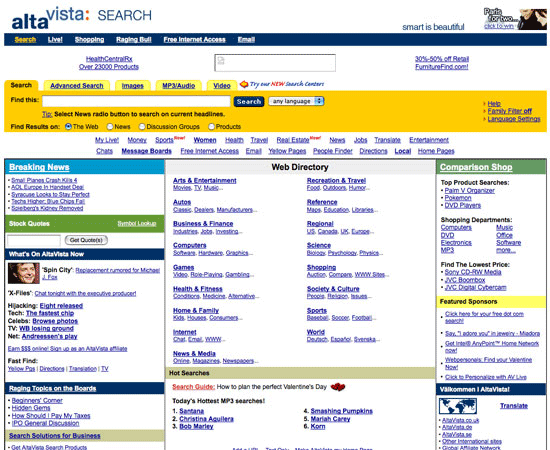 altavista: SEARCH
smart is beautiful
Paris
for two...
click to win
Search Live! Shopping Raging Bull Free Internet Access Email
HealthCentralRx
Over 23000 Products
30%-50% off Retail
FurnitureFind.com!
Search Advanced Search Images MP3/Audio Video Try our NEW Search Centers
Find this: Search any language
Help
Family Filter off
Language Settings
Tip: Select News radio button to search on current headlines.
Find Results on: The Web News Discussion Groups Products
My Live! Money Sports New! Women Health Travel Real Estate New! News Jobs Translate Entertainment
Chats Message Boards Free Internet Access Email Yellow Pages People Finder Directions Local Home Pages
Breaking News
Small Planes Crash Kills 4
AOL Europe In Handset Deal
Syracuse Looks to Stay Perfect
Techs Higher; Blue Chips Fall
Spielberg's Kidney Removed
Stock Quotes Symbol Lookup
Get Quote(s)
What's On AltaVista Now
'Spin City': Replacement rumored for Michael J. Fox
'X-Files': Chat tonight with the executive producer!
Hijacking: Eight released
Tech: The fastest chip
Celebs: Browse photos
TV: WB losing ground
Net: Andreessen's play
Earn $$$ online! Sign up as an AltaVista affiliate
Fast Find:
Yellow Pgs | Directions | Translation | TV
Raging Topics on the Boards
Beginners' Corner
Hidden Gems
How Should I Pay My Taxes
IPO General Discussion
Search Solutions for Business
Get AltaVista Search Products
Web Directory
Arts & Entertainment
Movies, TV, Music...
Autos
Classic, Dealers, Manufacturers...
Business & Finance
Industries, Jobs, Investing...
Computers
Software, Hardware, Graphics...
Games
Video, Role-Playing, Gambling...
Health & Fitness
Conditions, Medicine, Alternative...
Home & Family
Kids, Houses, Consumers...
Internet
Chat, Email, WWW...
News & Media
Online, Magazines, Newspapers...
Recreation & Travel
Food, Outdoors, Humor...
Reference
Maps, Education, Libraries...
Regional
US, Canada, UK, Europe...
Science
Biology, Psychology, Physics...
Shopping
Auction, Compare, WWW Sites...
Society & Culture
People, Religion, Issues...
Sports
Baseball, Soccer, Football...
World
Deutsch, Español, Svenska...
Hot Searches
Search Guide: How to plan the perfect Valentine's Day
Today's Hottest MP3 searches!
1. Santana
2. Christina Aguilera
3. Bob Marley
4. Smashing Pumpkins
5. Mariah Carey
6. Korn
Add a URL Text Only Make AltaVista my Home Page
Comparison Shop
Top Product Searches:
Palm V Organizer
Pokemon
DVD Players
Shopping Departments:
Computers Music
DVD Office
Electronics Software
MP3 more...
Find The Lowest Price:
Sony CD-RW Media
JVC Boombox
JVC Digital Cybercam
Featured Sponsors
Click here for your free dot com search!
Say, "I adore you" in jewelry - Miadora
Get Intel® AnyPoint™ Home Network now!
Webpersonals: Find your Valentine Now!
Click to Personalize with AV Live
Välkommen i AltaVista!
Translate
AltaVista.co.uk
AltaVista.de
AltaVista.se
Other International sites
Global Affiliate Network